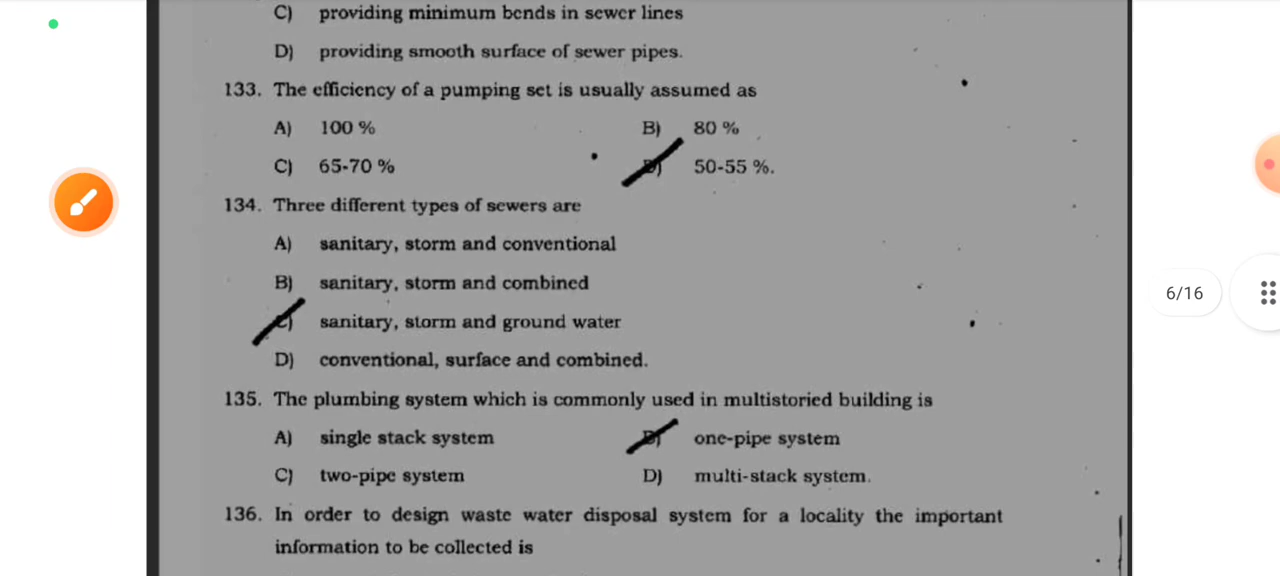 C) providing minimum bends in sewer lines
D) providing smooth surface of sewer pipes.
133. The efficiency of a pumping set is usually assumed as
A) 100 % B) 80 %
C) 65-70 % D) 50-55 %.
134. Three different types of sewers are
A) sanitary, storm and conventional
B) sanitary, storm and combined
C) sanitary, storm and ground water
D) conventional, surface and combined.
135. The plumbing system which is commonly used in multistoried building is
A) single stack system B) one-pipe system
C) two-pipe system D) multi-stack system.
136. In order to design waste water disposal system for a locality the important
information to be collected is
6/16